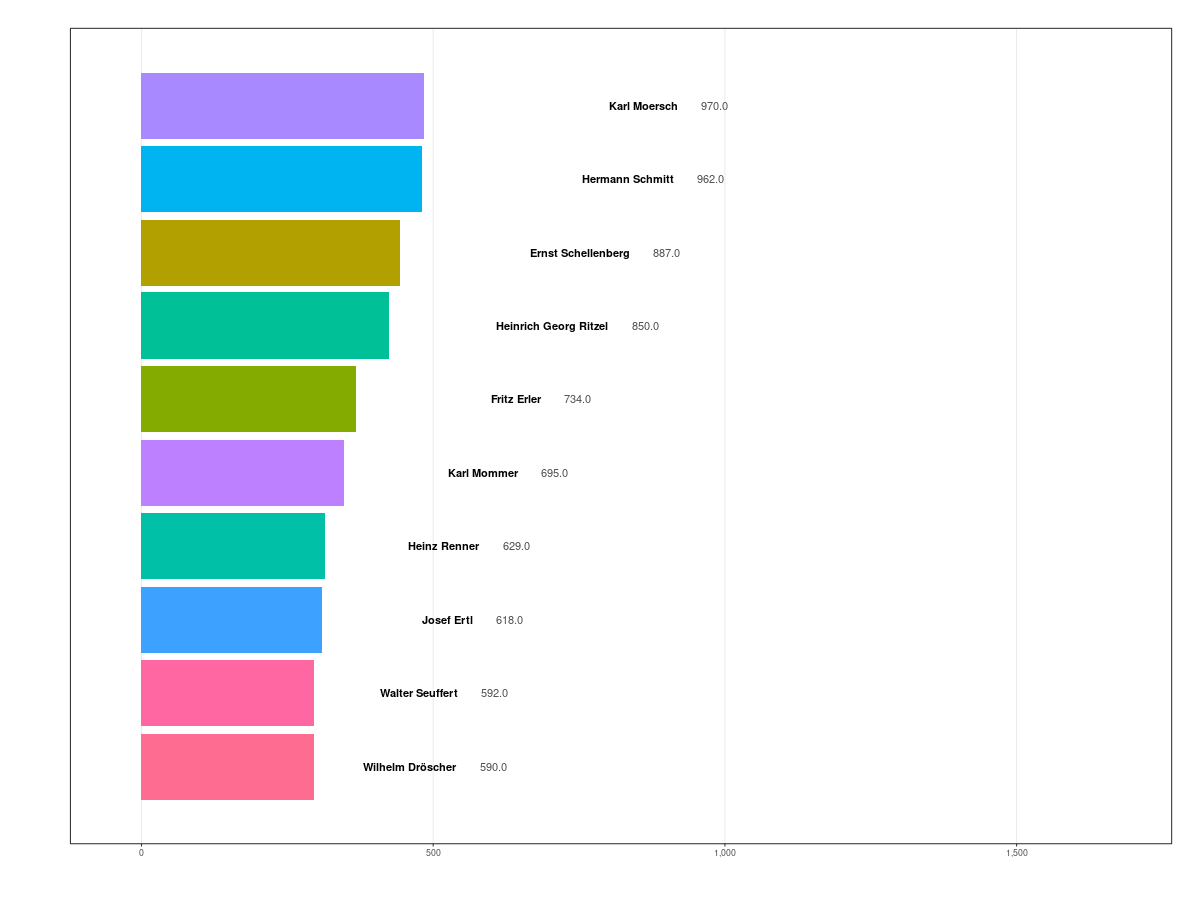 Karl Moersch 970.0
Hermann Schmitt 962.0
Ernst Schellenberg 887.0
Heinrich Georg Ritzel 850.0
Fritz Erler 734.0
Karl Mommer 695.0
Heinz Renner 629.0
Josef Ertl 618.0
Walter Seuffert 592.0
Wilhelm Dröscher 590.0
0 500 1,000 1,500